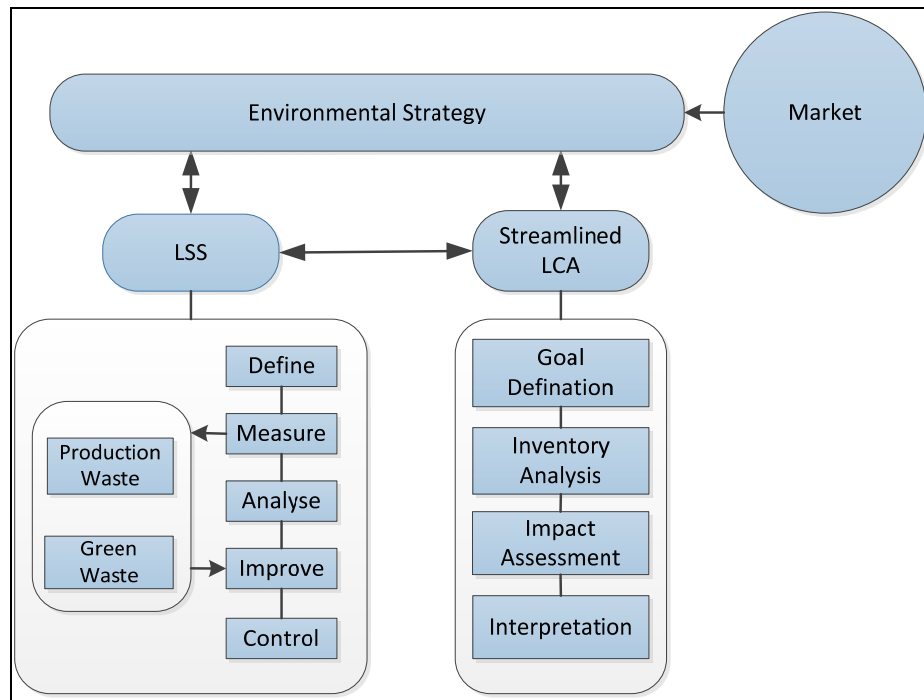 Environmental Strategy
Market
LSS
Streamlined
LCA
Define
Measure
Analyse
Improve
Control
Production
Waste
Green
Waste
Goal
Defination
Inventory
Analysis
Impact
Assessment
Interpretation